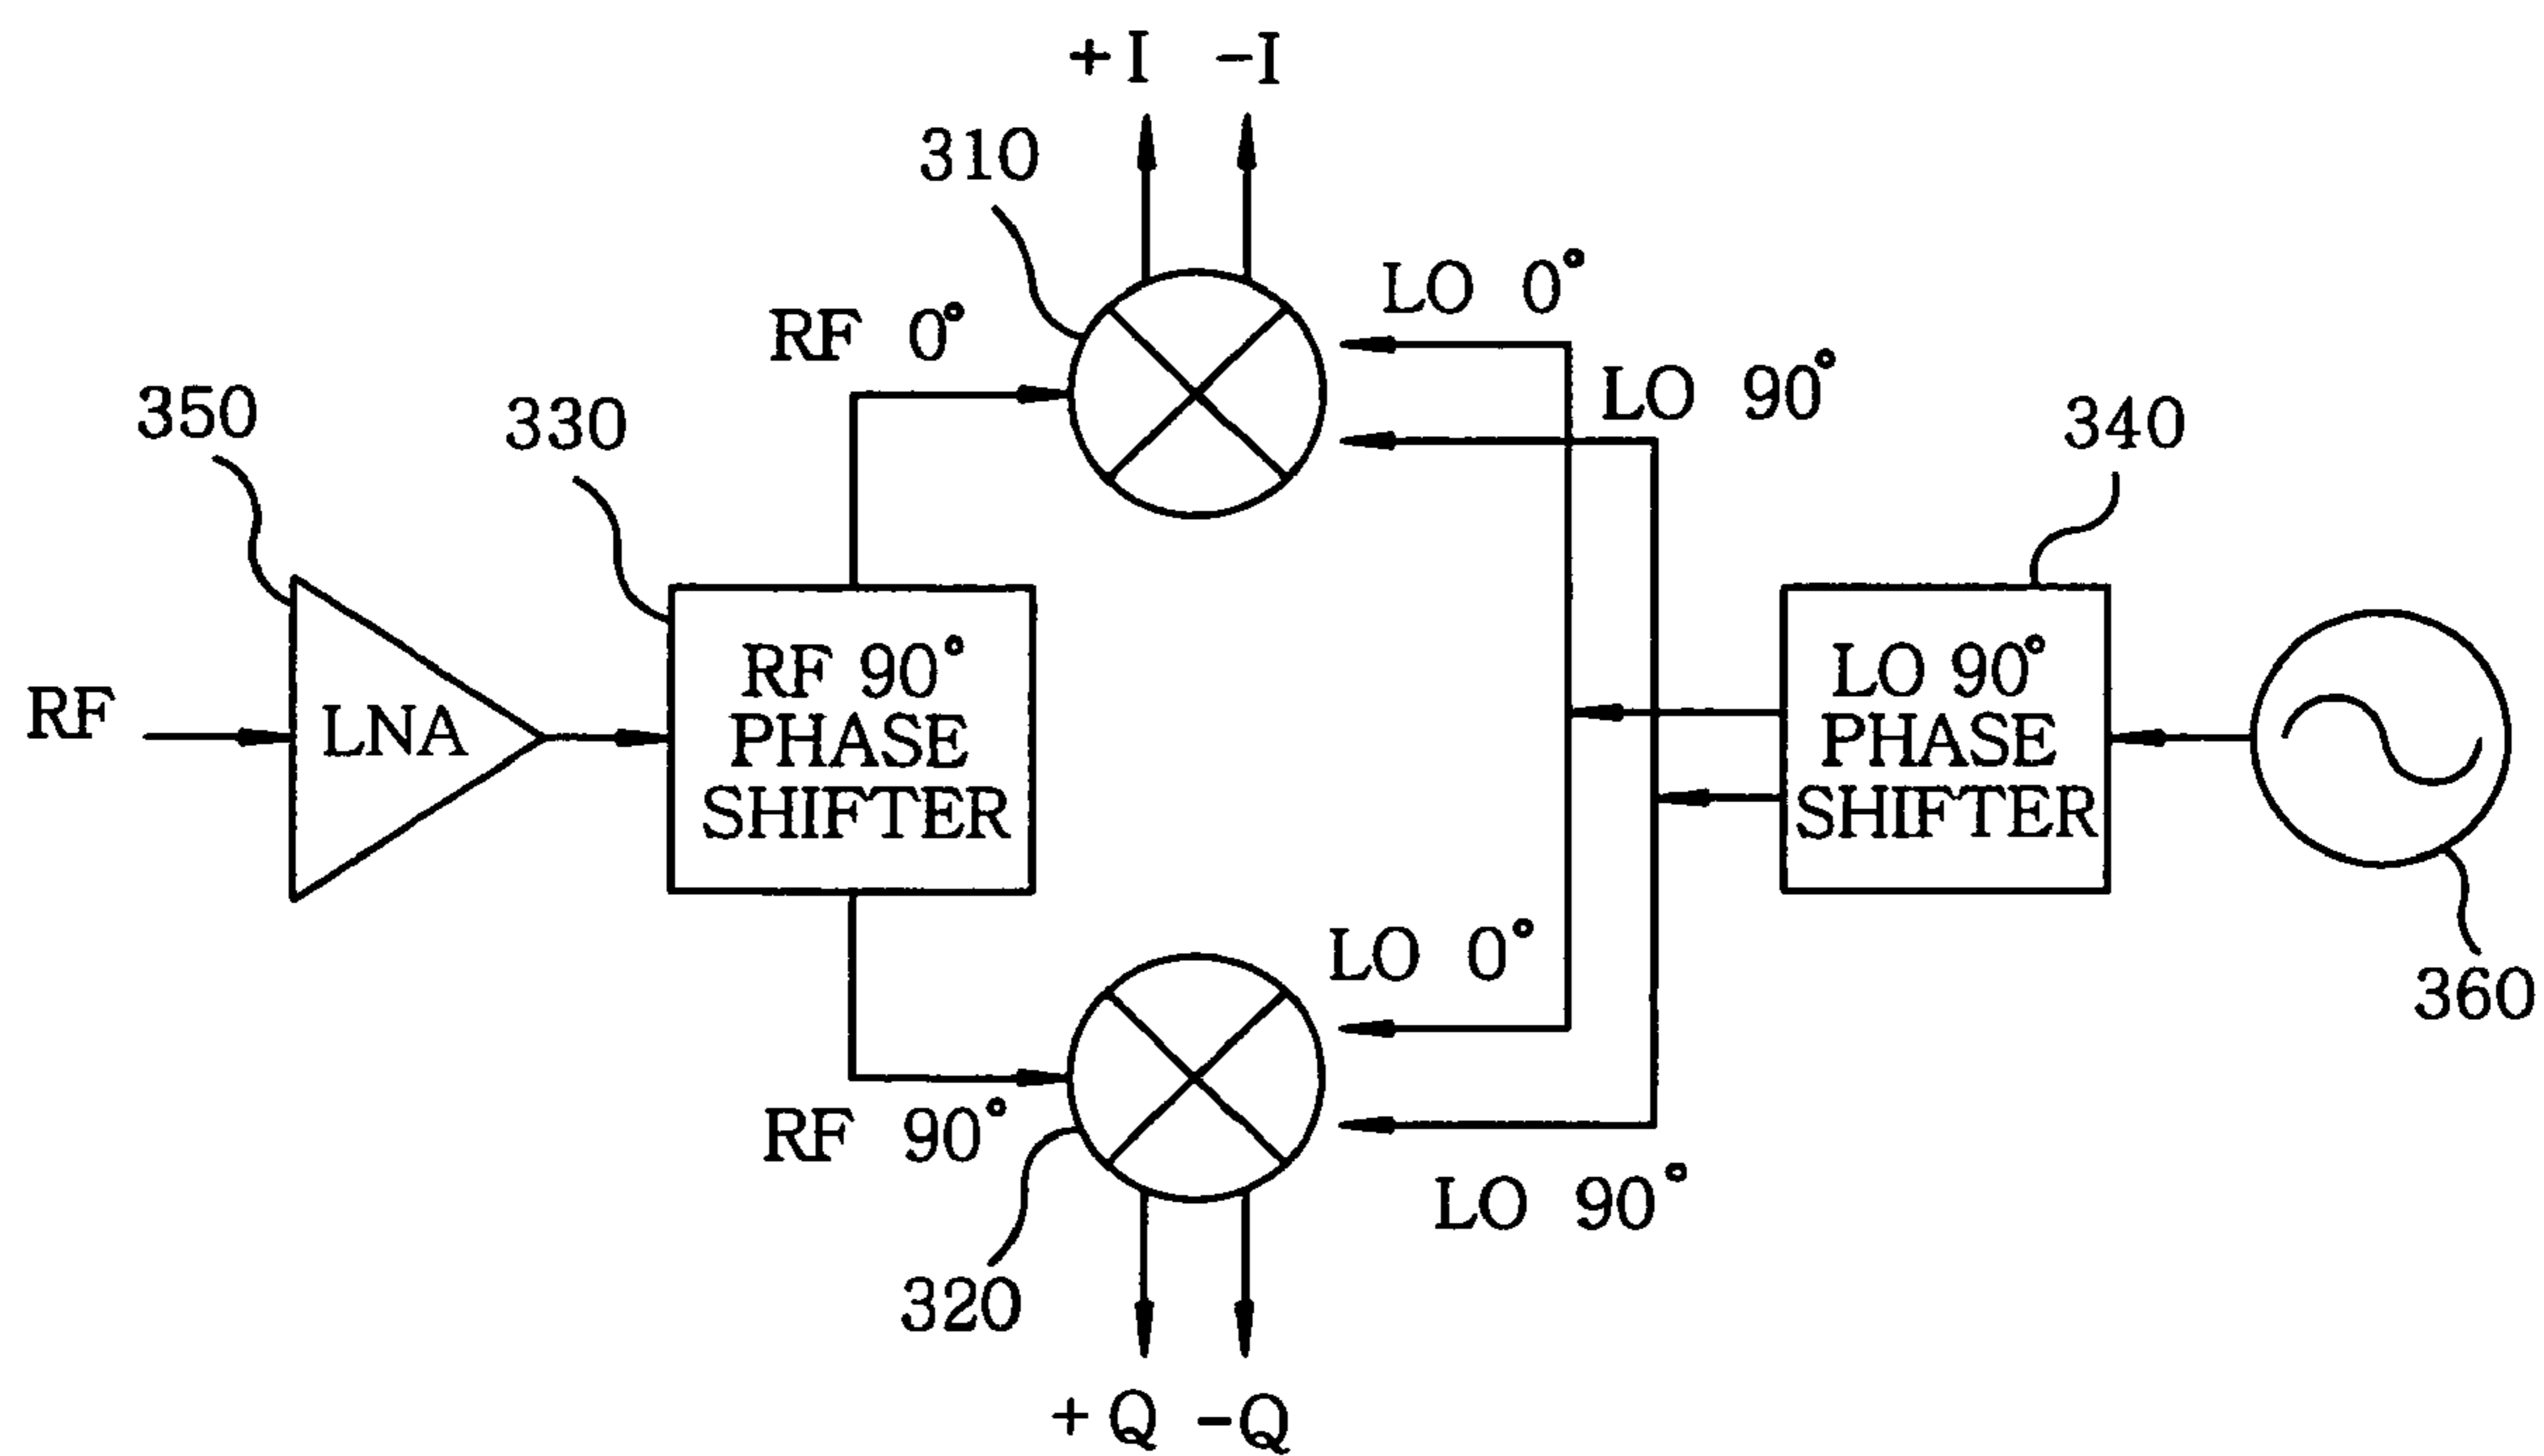 +I -I
310
LO 0°
RF 0°
LO 90°
350
330
340
RF
LNA
RF 90°
PHASE
SHIFTER
LO 90°
PHASE
SHIFTER
LO 0°
360
RF 90°
LO 90°
320
+Q -Q